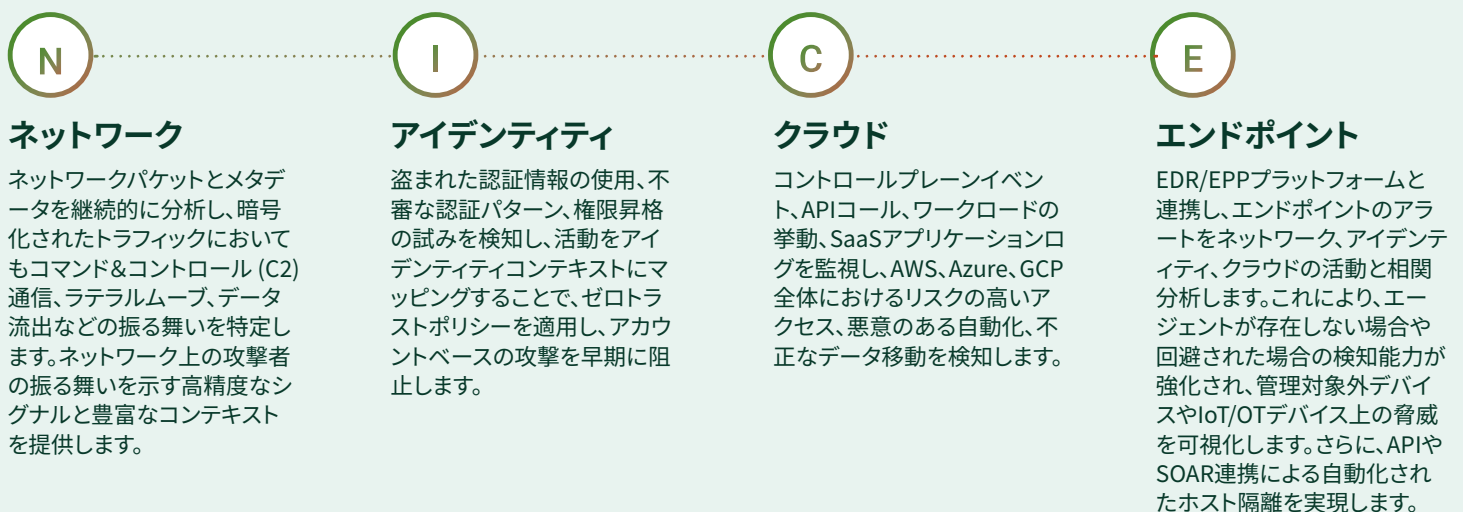 N
ネットワーク
ネットワークパケットとメタデ
ータを継続的に分析し、暗号
化されたトラフィックにおいて
もコマンド&コントロール (C2)
通信、ラテラルムーブ、データ
流出などの振る舞いを特定し
ます。ネットワーク上の攻撃者
の振る舞いを示す高精度なシ
グナルと豊富なコンテキスト
を提供します。
I
アイデンティティ
盗まれた認証情報の使用、不
審な認証パターン、権限昇格
の試みを検知し、活動をアイ
デンティティコンテキストにマ
ッピングすることで、ゼロトラ
ストポリシーを適用し、アカウ
ントベースの攻撃を早期に阻
止します。
C
クラウド
コントロールプレーンイベン
ト、APIコール、ワークロードの
挙動、SaaSアプリケーションロ
グを監視し、AWS、Azure、GCP
全体におけるリスクの高いア
クセス、悪意のある自動化、不
正なデータ移動を検知します。
E
エンドポイント
EDR/EPPプラットフォームと
連携し、エンドポイントのアラ
ートをネットワーク、アイデンテ
ィティ、クラウドの活動と相関
分析します。これにより、エー
ジェントが存在しない場合や
回避された場合の検知能力が
強化され、管理対象外デバイ
スやIoT/OTデバイス上の脅威
を可視化します。さらに、APIや
SOAR連携による自動化され
たホスト隔離を実現します。